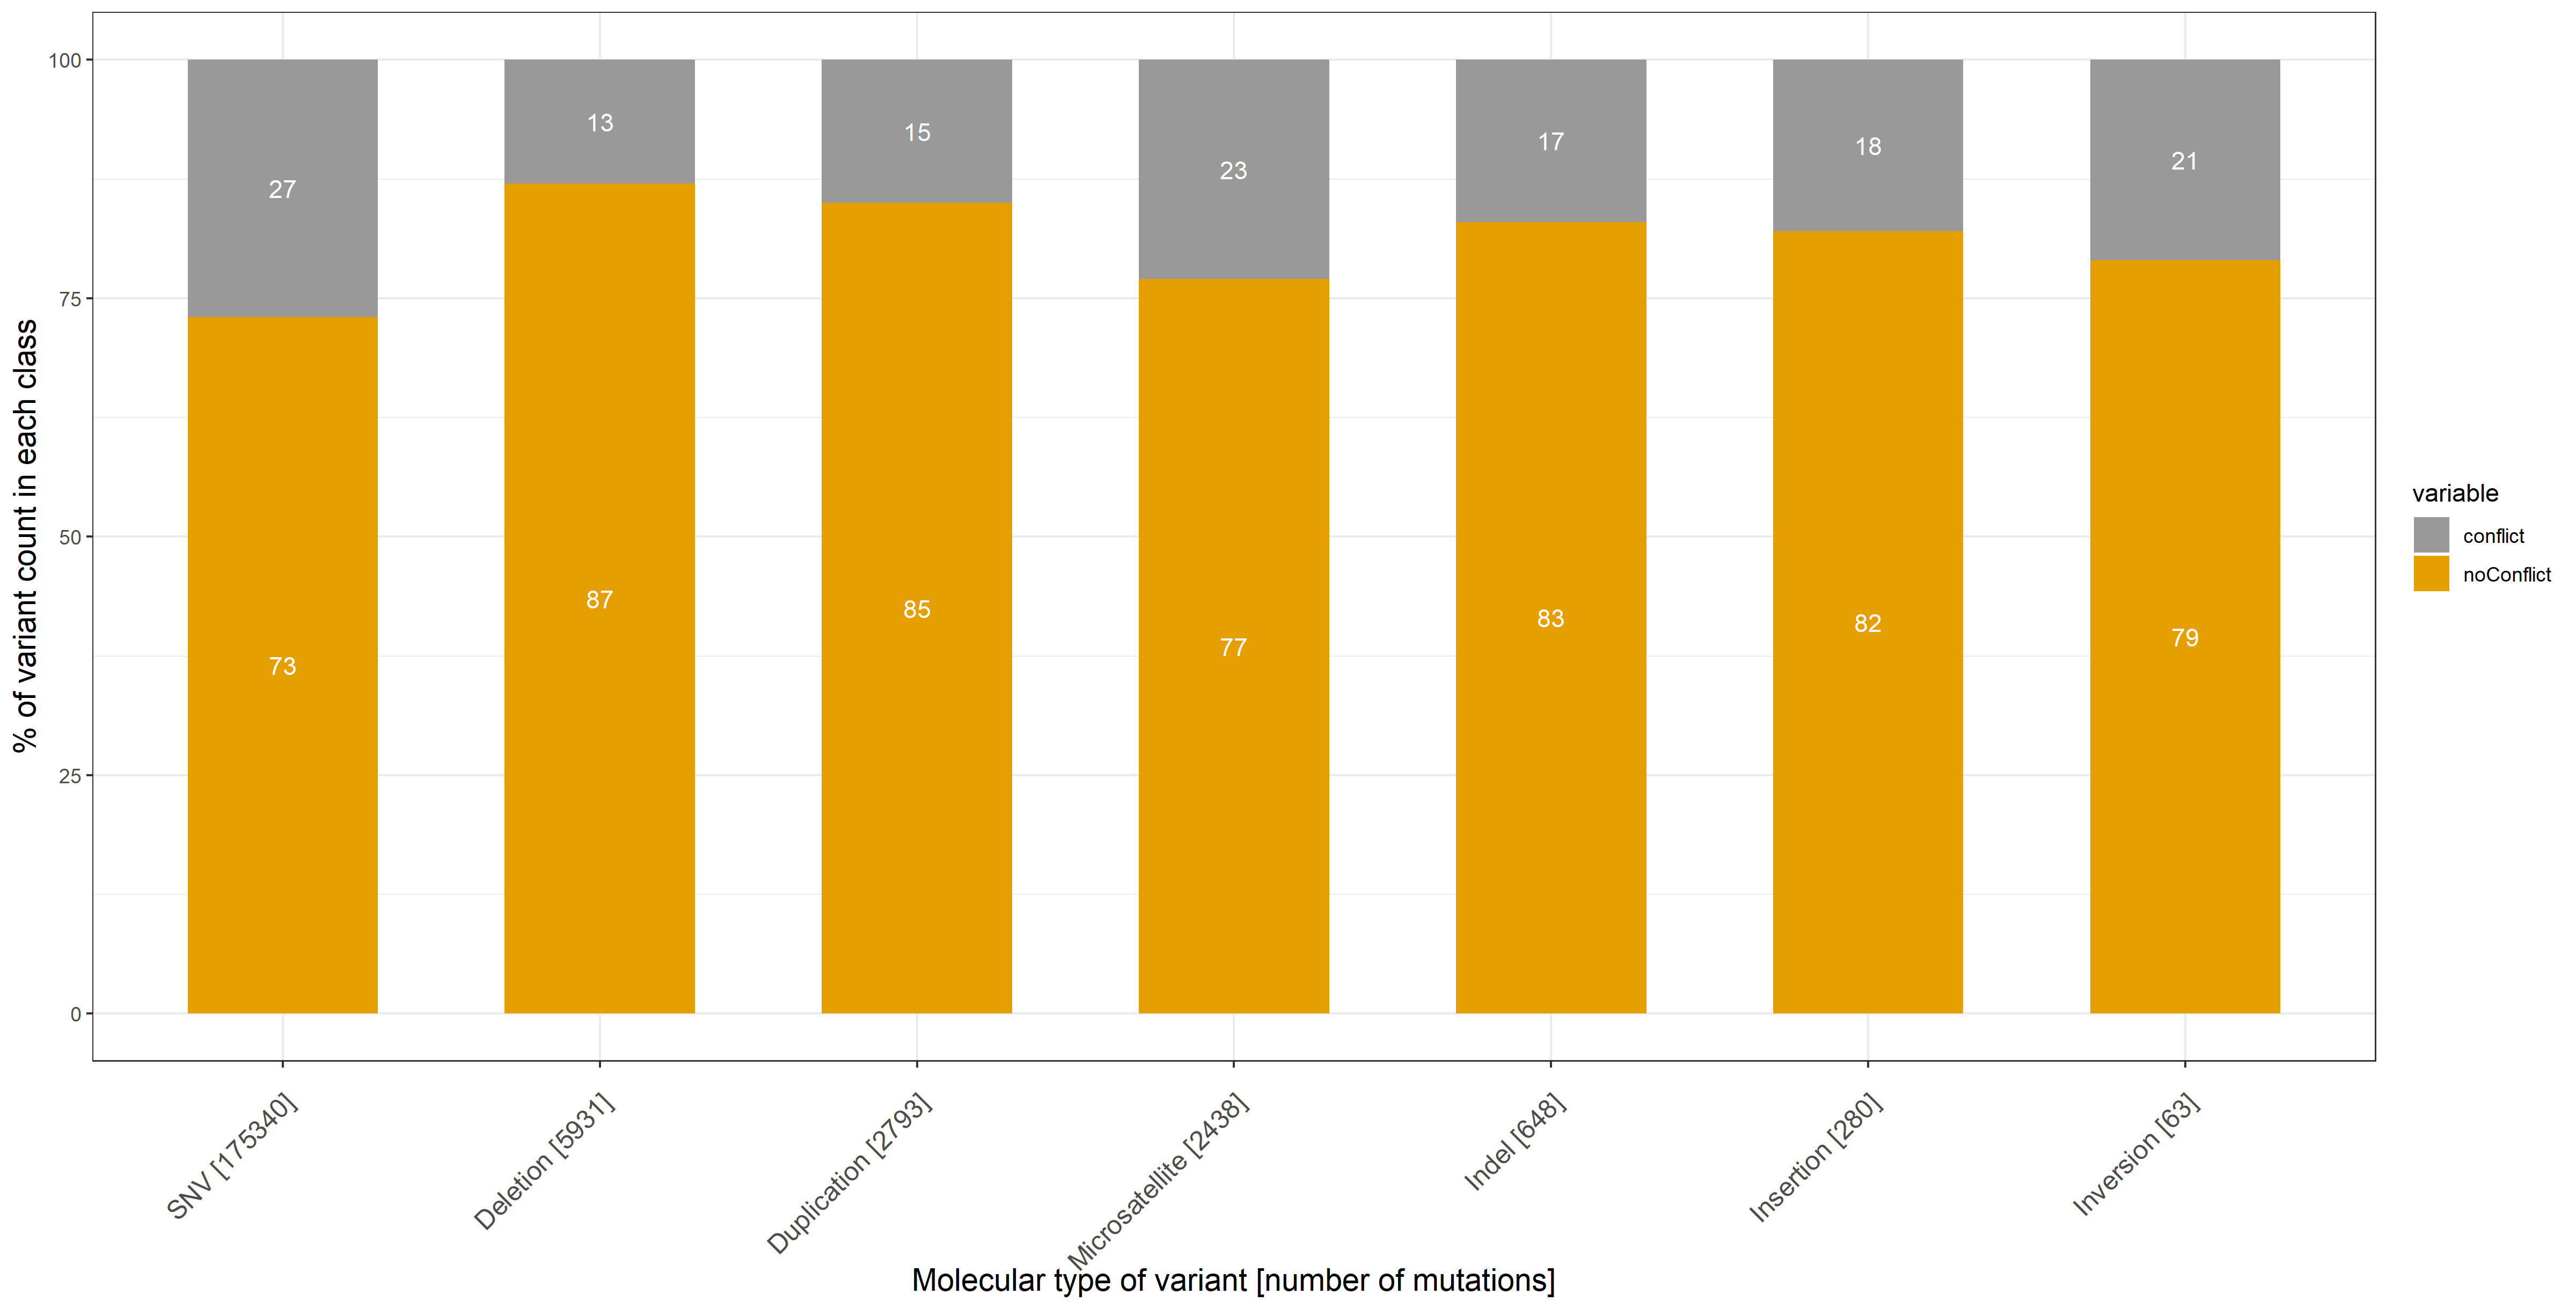 % of variant count in each class
100
75
50
25
0
27
13
15
23
17
18
21
73
87
85
77
83
82
79
SNV [175340]
Deletion [5931]
Duplication [2793]
Microsatellite [2438]
Indel [648]
Insertion [280]
Inversion [63]
Molecular type of variant [number of mutations]
variable
conflict
noConflict